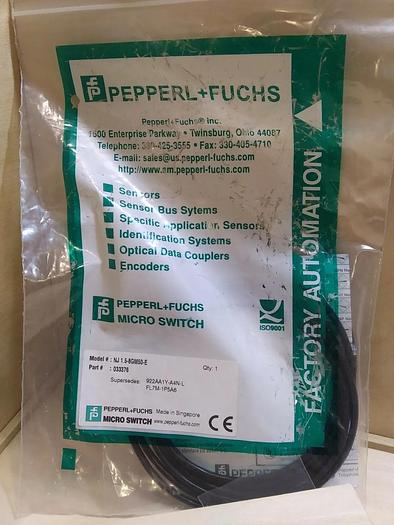 PEPPERL+FUCHS
Pepperl+Fuchs® Inc.
1600 Enterprise Parkway • Twinsburg, Ohio 44087
Telephone: 330-425-3555 • Fax: 330-405-4710
E-mail: sales@us.pepperl-fuchs.com
http://www.am.pepperl-fuchs.com
Sensors
Sensor Bus Sytems
Specific Application Sensors
Identification Systems
Optical Data Couplers
Encoders
FACTORY AUTOMATION
PEPPERL+FUCHS
MICRO SWITCH
ISO9001
Model # : NJ 1.5-8GM50-E
Qty: 1
Part # : 033376
Supersedes: 922AA1Y-A4N-L
FL7M-1P5A6
PEPPERL+FUCHS Made in Singapore
MICRO SWITCH www.pepperl-fuchs.com
CE
PEPPERL+FUCHS